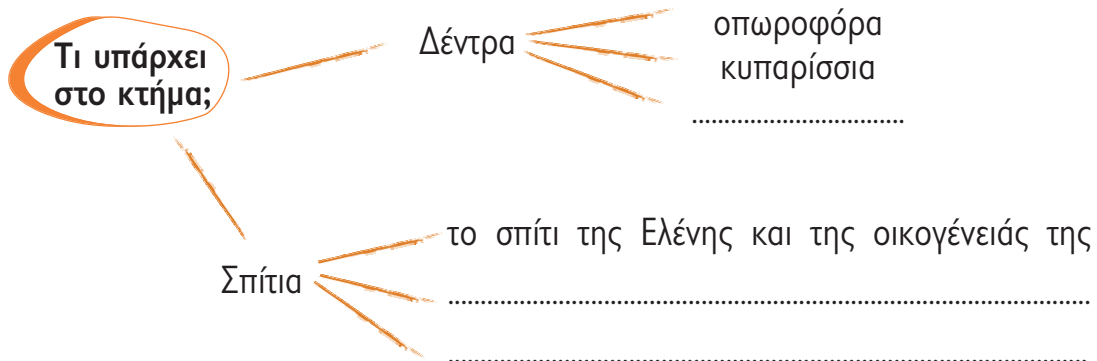 Τι υπάρχει
στο κτήμα;
Δέντρα
οπωροφόρα
κυπαρίσσια
.................................
Σπίτια
το σπίτι της Ελένης και της οικογένειάς της
....................................................................................
....................................................................................